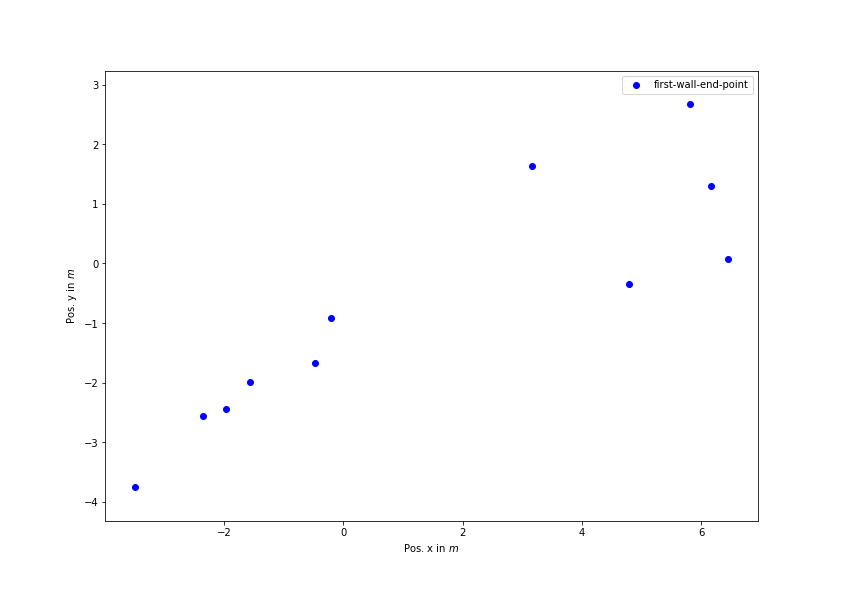 first-wall-end-point
3
2
1
0
−1
−2
−3
−4
Pos. y in m
−2 0 2 4 6
Pos. x in m